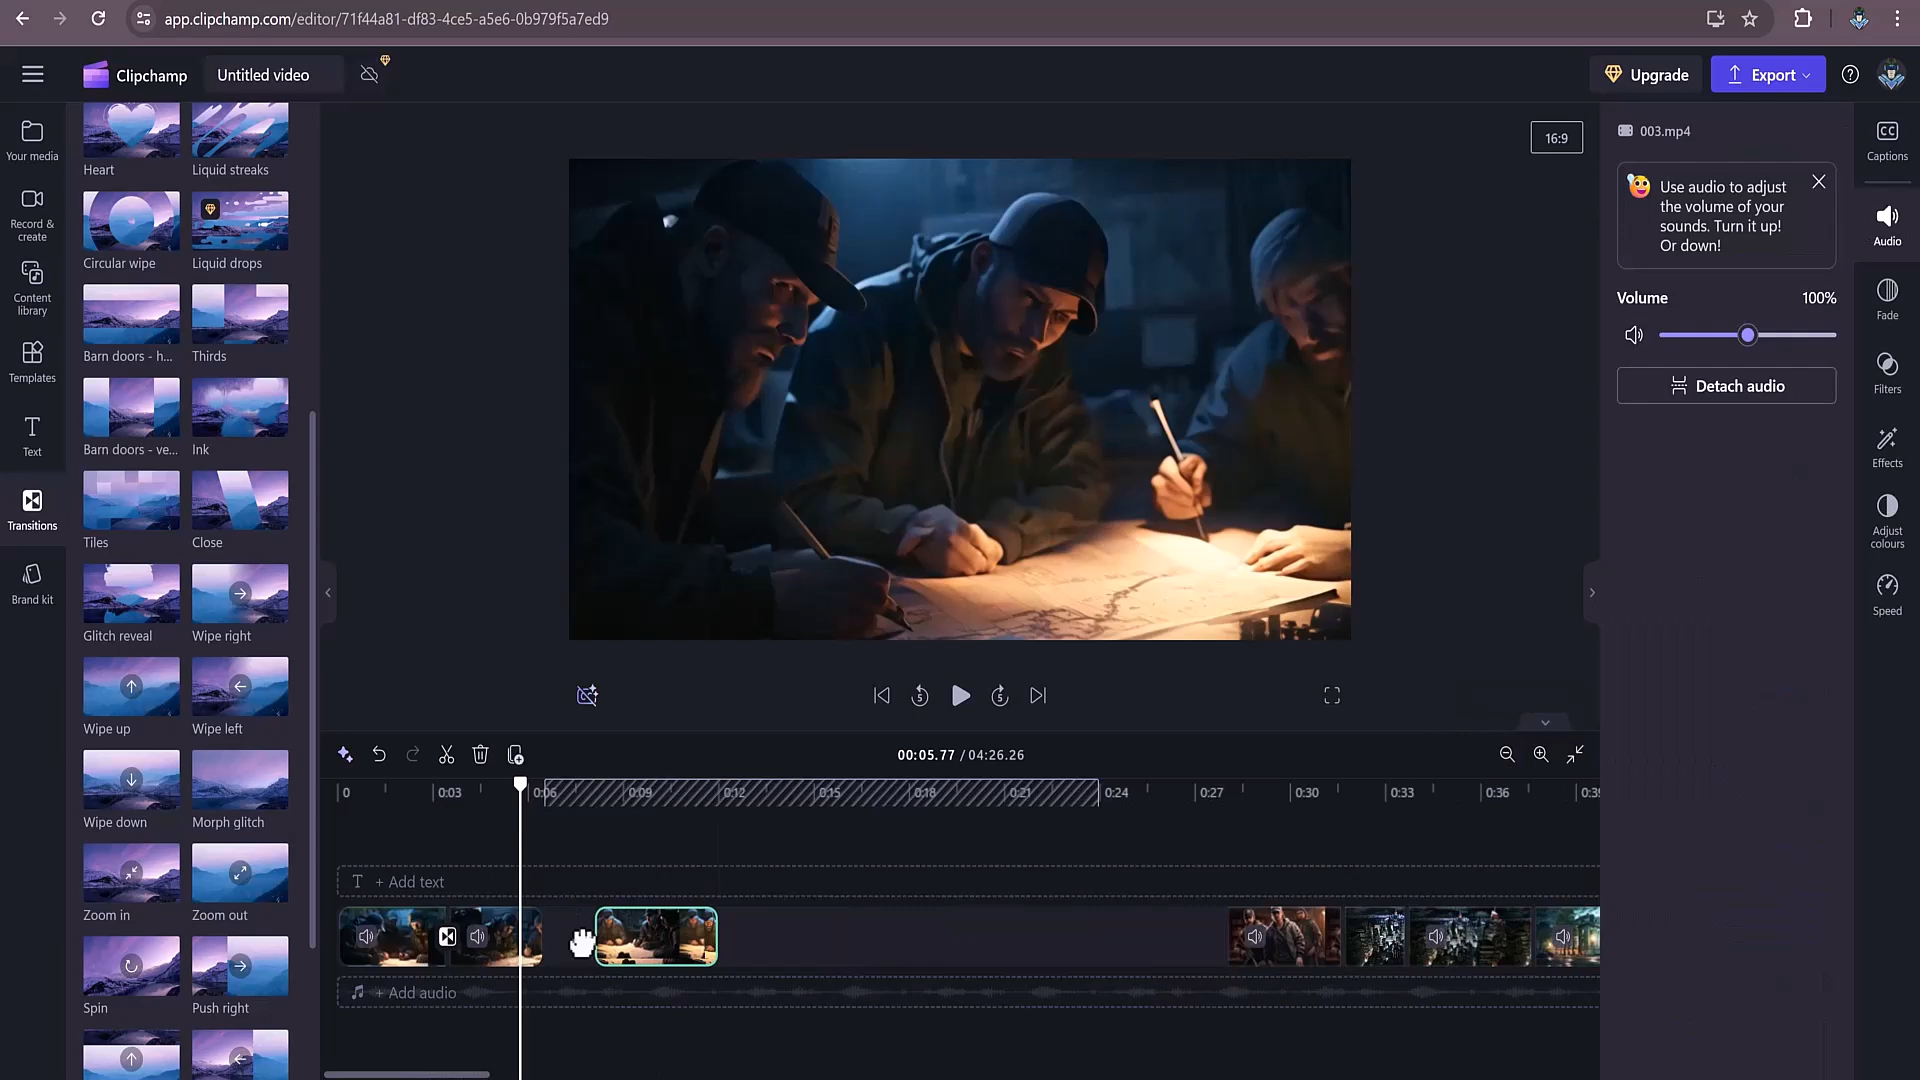 app.clipchamp.com/editor/71f44a81-df83-4ce5-a5e6-0b979f5a7ed9
Clipchamp
Untitled video
Upgrade
Export
Your media
Record &
create
Content
library
Templates
Text
Transitions
Brand kit
Heart
Liquid streaks
Circular wipe
Liquid drops
Barn doors - h...
Thirds
Barn doors - ve...
Ink
Tiles
Close
Glitch reveal
Wipe right
Wipe up
Wipe left
Wipe down
Morph glitch
Zoom in
Zoom out
Spin
Push right
16:9
5
5
00:05.77 / 04:26.26
0
0:03
0:06
0:09
0:12
0:15
0:18
0:21
0:24
0:27
0:30
0:33
0:36
T + Add text
+ Add audio
003.mp4
Use audio to adjust
the volume of your
sounds. Turn it up!
Or down!
Volume 100%
Detach audio
CC
Captions
Audio
Fade
Filters
Effects
Adjust
colours
Speed